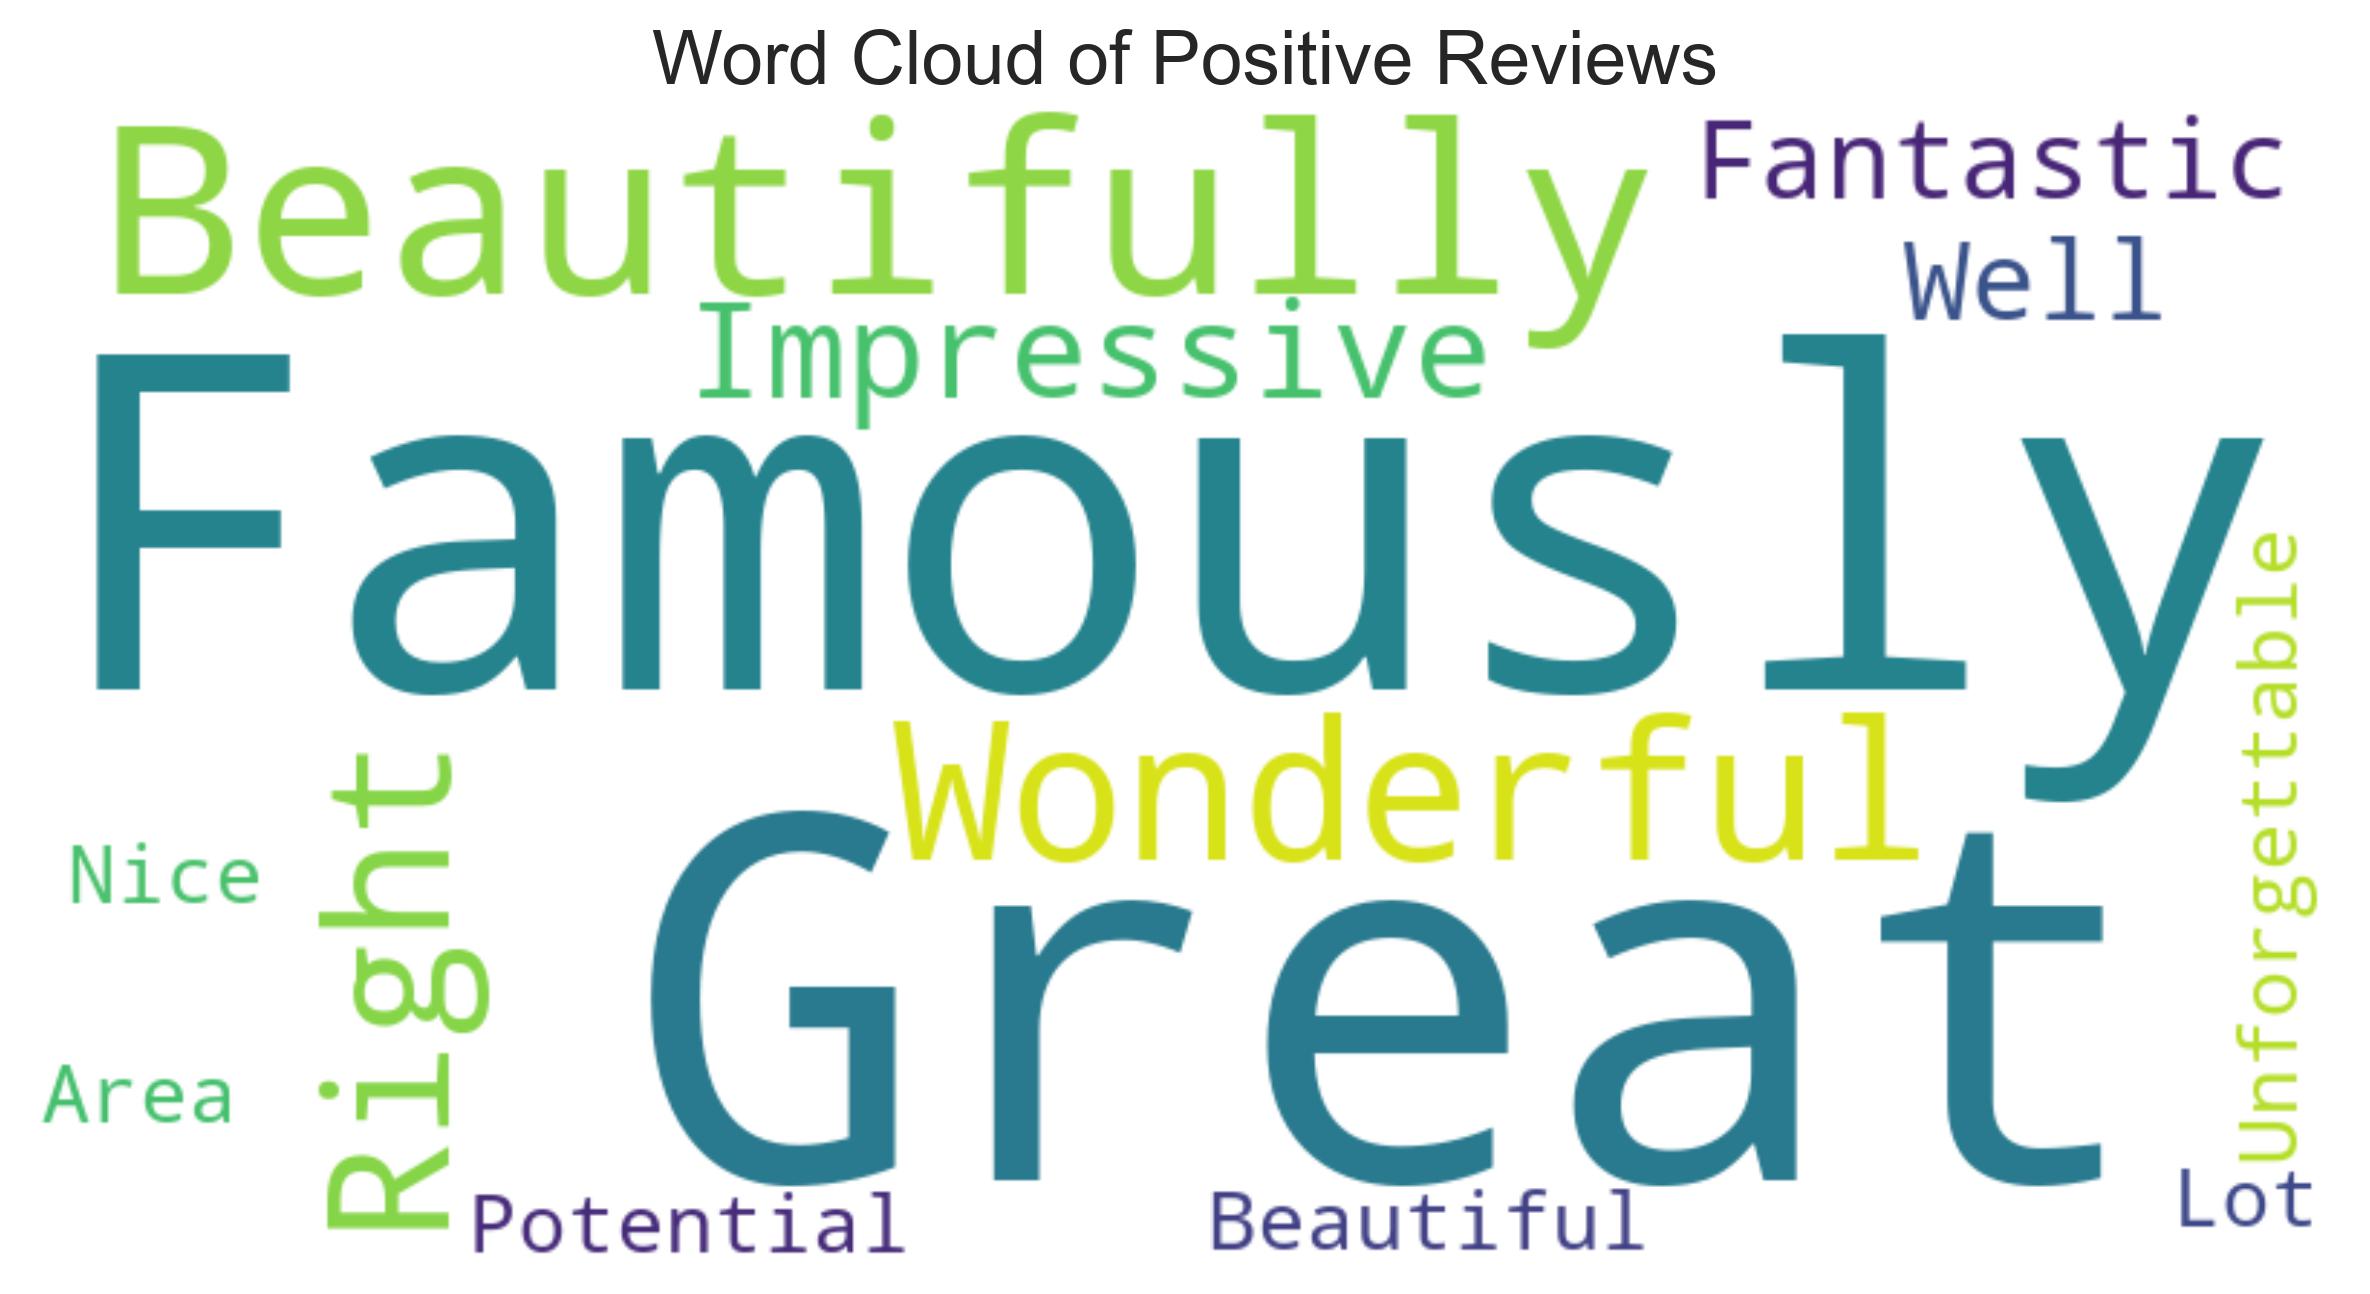 Word Cloud of Positive Reviews
Beautifully
Fantastic
Well
Impressive
Famously
Unforgettable
Wonderful
Right
Nice
Great
Area
Potential
Beautiful
Lot